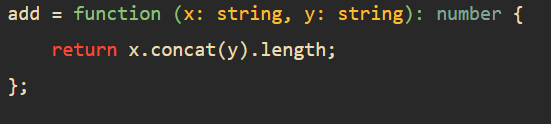 add = function (x: string, y: string): number {
    return x.concat(y).length;
};